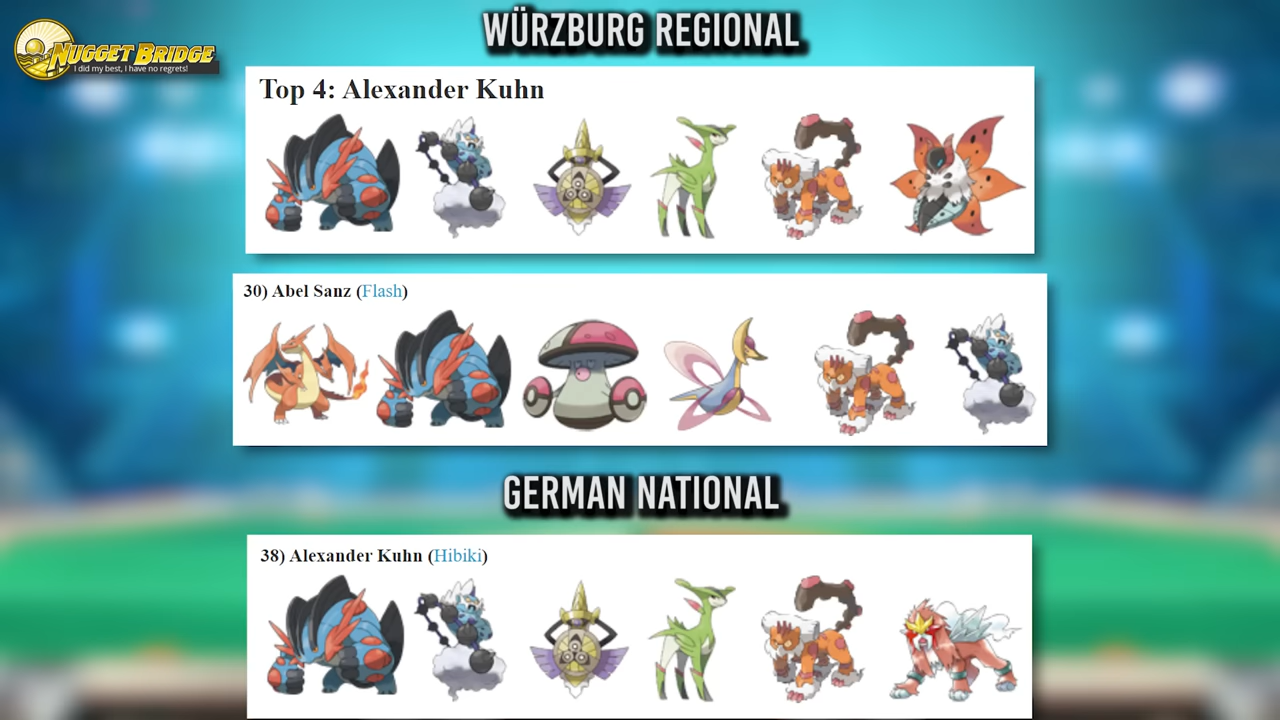 NUGGET BRIDGE
I did my best, I have no regrets!
WÜRZBURG REGIONAL
Top 4: Alexander Kuhn
30) Abel Sanz (Flash)
GERMAN NATIONAL
38) Alexander Kuhn (Hibiki)